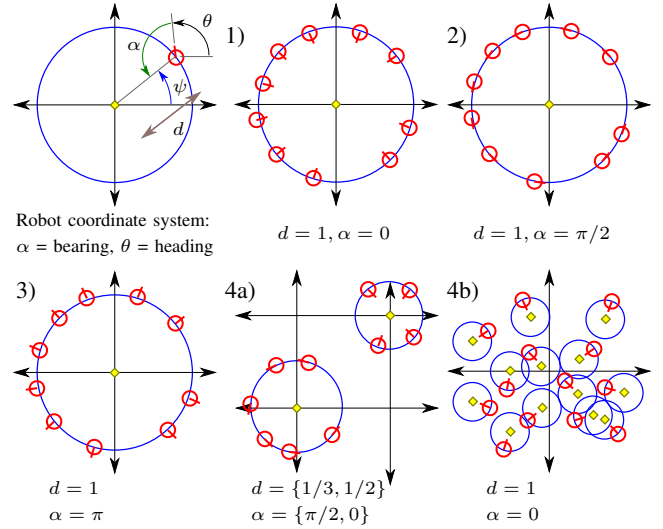 θ
α
ψ
d
1)
2)
Robot coordinate system:
α = bearing, θ = heading
d = 1, α = 0
d = 1, α = π/2
3)
4a)
4b)
d = 1
α = π
d = {1/3, 1/2}
α = {π/2, 0}
d = 1
α = 0